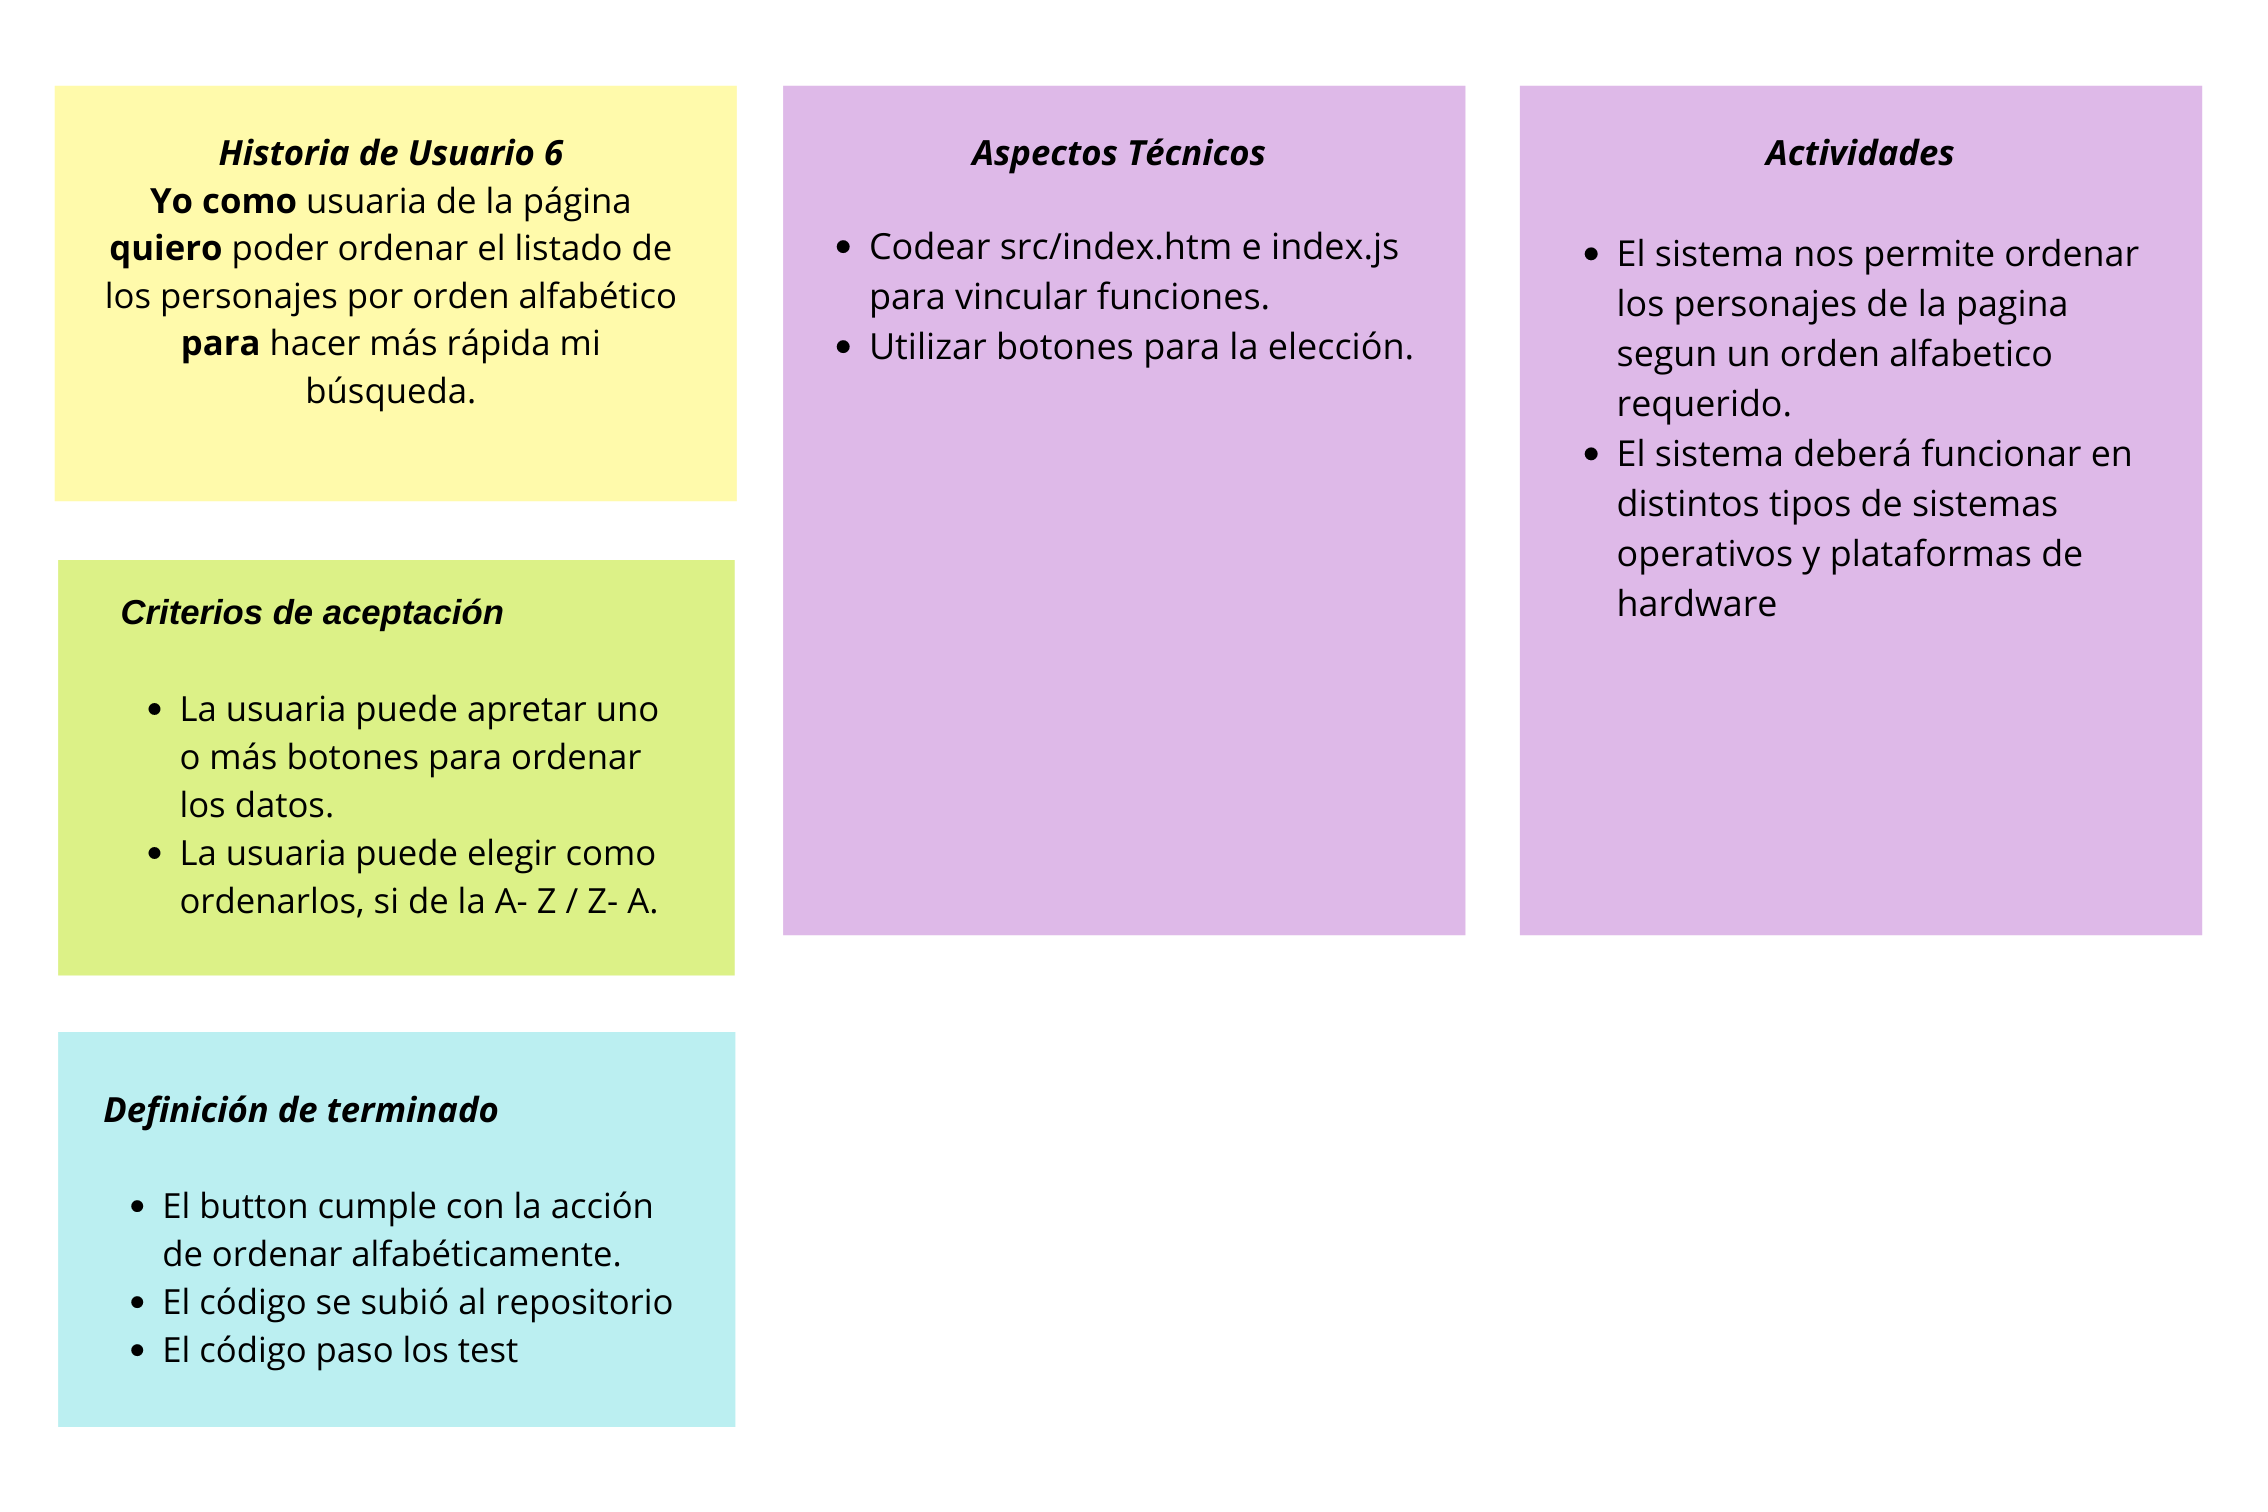 Historia de Usuario 6
Yo como usuaria de la página
quiero poder ordenar el listado de
los personajes por orden alfabético
para hacer más rápida mi
búsqueda.
Criterios de aceptación
• La usuaria puede apretar uno
o más botones para ordenar
los datos.
• La usuaria puede elegir como
ordenarlos, si de la A- Z / Z- A.
Definición de terminado
• El button cumple con la acción
de ordenar alfabéticamente.
• El código se subió al repositorio
• El código paso los test
Aspectos Técnicos
• Codear src/index.htm e index.js
para vincular funciones.
• Utilizar botones para la elección.
Actividades
• El sistema nos permite ordenar
los personajes de la pagina
segun un orden alfabetico
requerido.
• El sistema deberá funcionar en
distintos tipos de sistemas
operativos y plataformas de
hardware